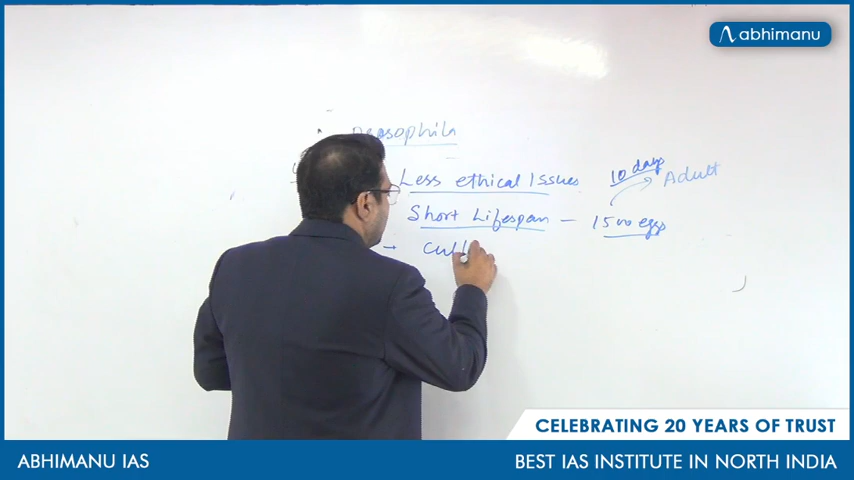 abhimanu
Drosophila
Less ethical Issues 10 days Adult
Short Lifespan - 1500 eggs
→
CELEBRATING 20 YEARS OF TRUST
ABHIMANU IAS
BEST IAS INSTITUTE IN NORTH INDIA